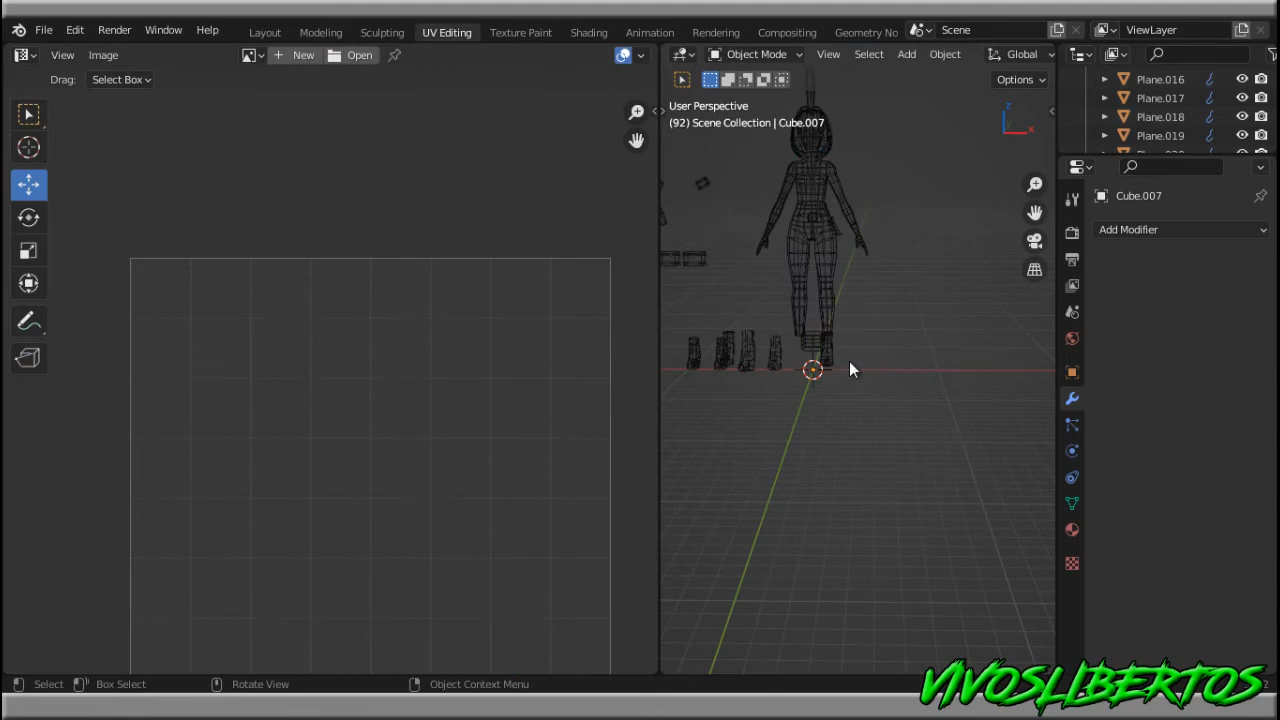 File Edit Render Window Help
Layout Modeling Sculpting UV Editing Texture Paint Shading Animation Rendering Compositing Geometry No
Scene
ViewLayer
View Image
New
Open
Object Mode
View Select Add Object
Global
Drag:
Select Box
Options
User Perspective
(92) Scene Collection | Cube.007
Z
X
Plane.016
Plane.017
Plane.018
Plane.019
Cube.007
Add Modifier
Select
Box Select
Rotate View
Object Context Menu
VIVOSLIBERTOS